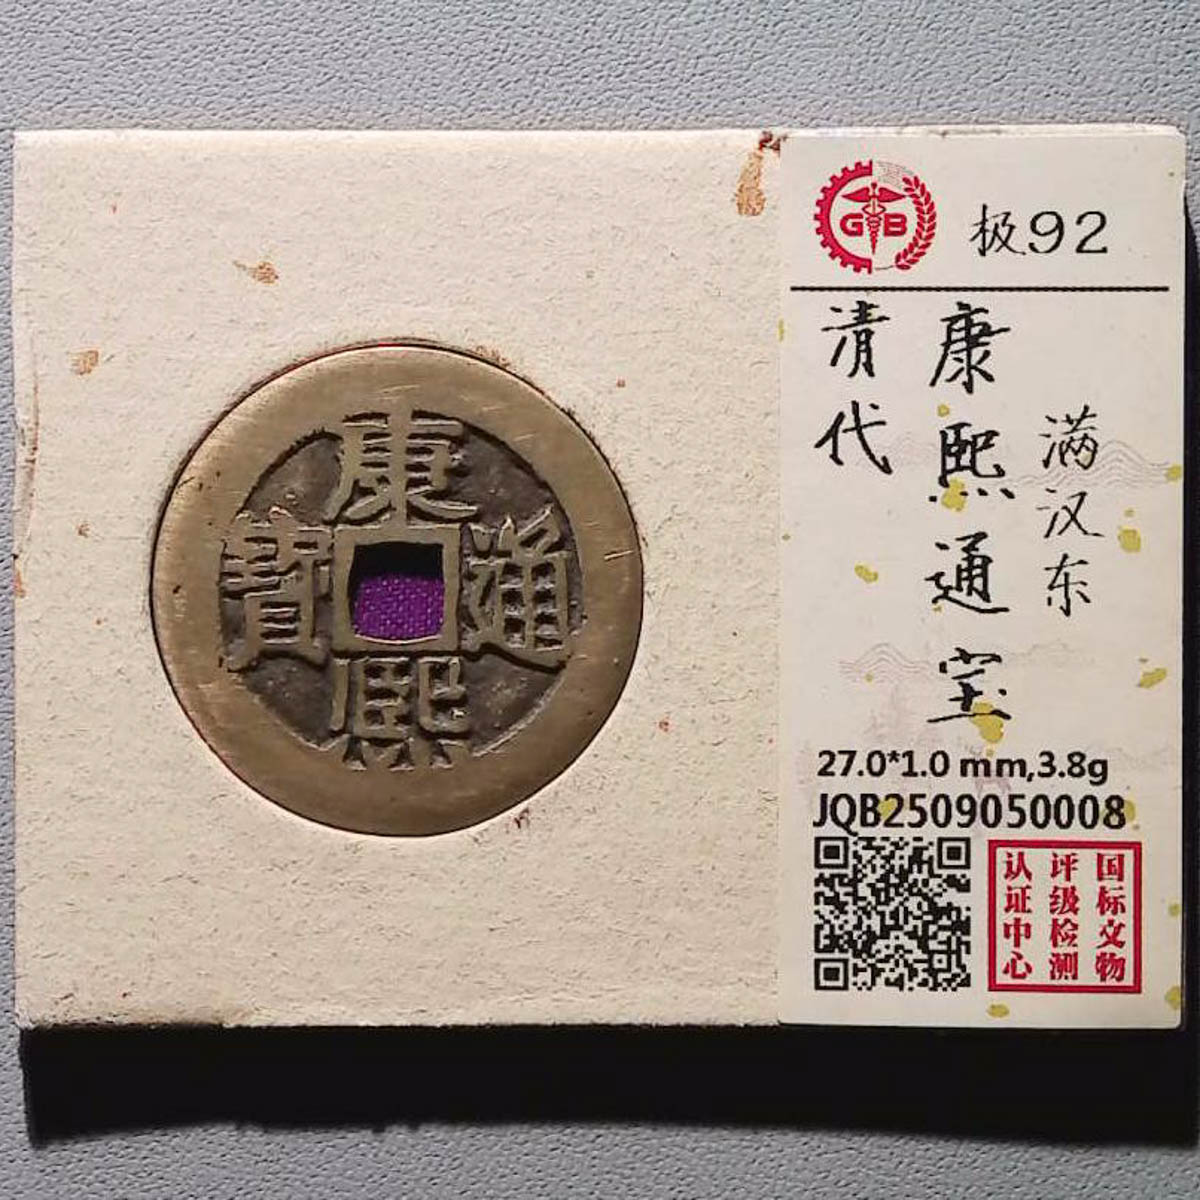 康熙通寶
GB
极92
康熙通宝
满汉东
清代
27.0*1.0 mm,3.8g
JQB2509050008
国标文物
评级检测
认证中心